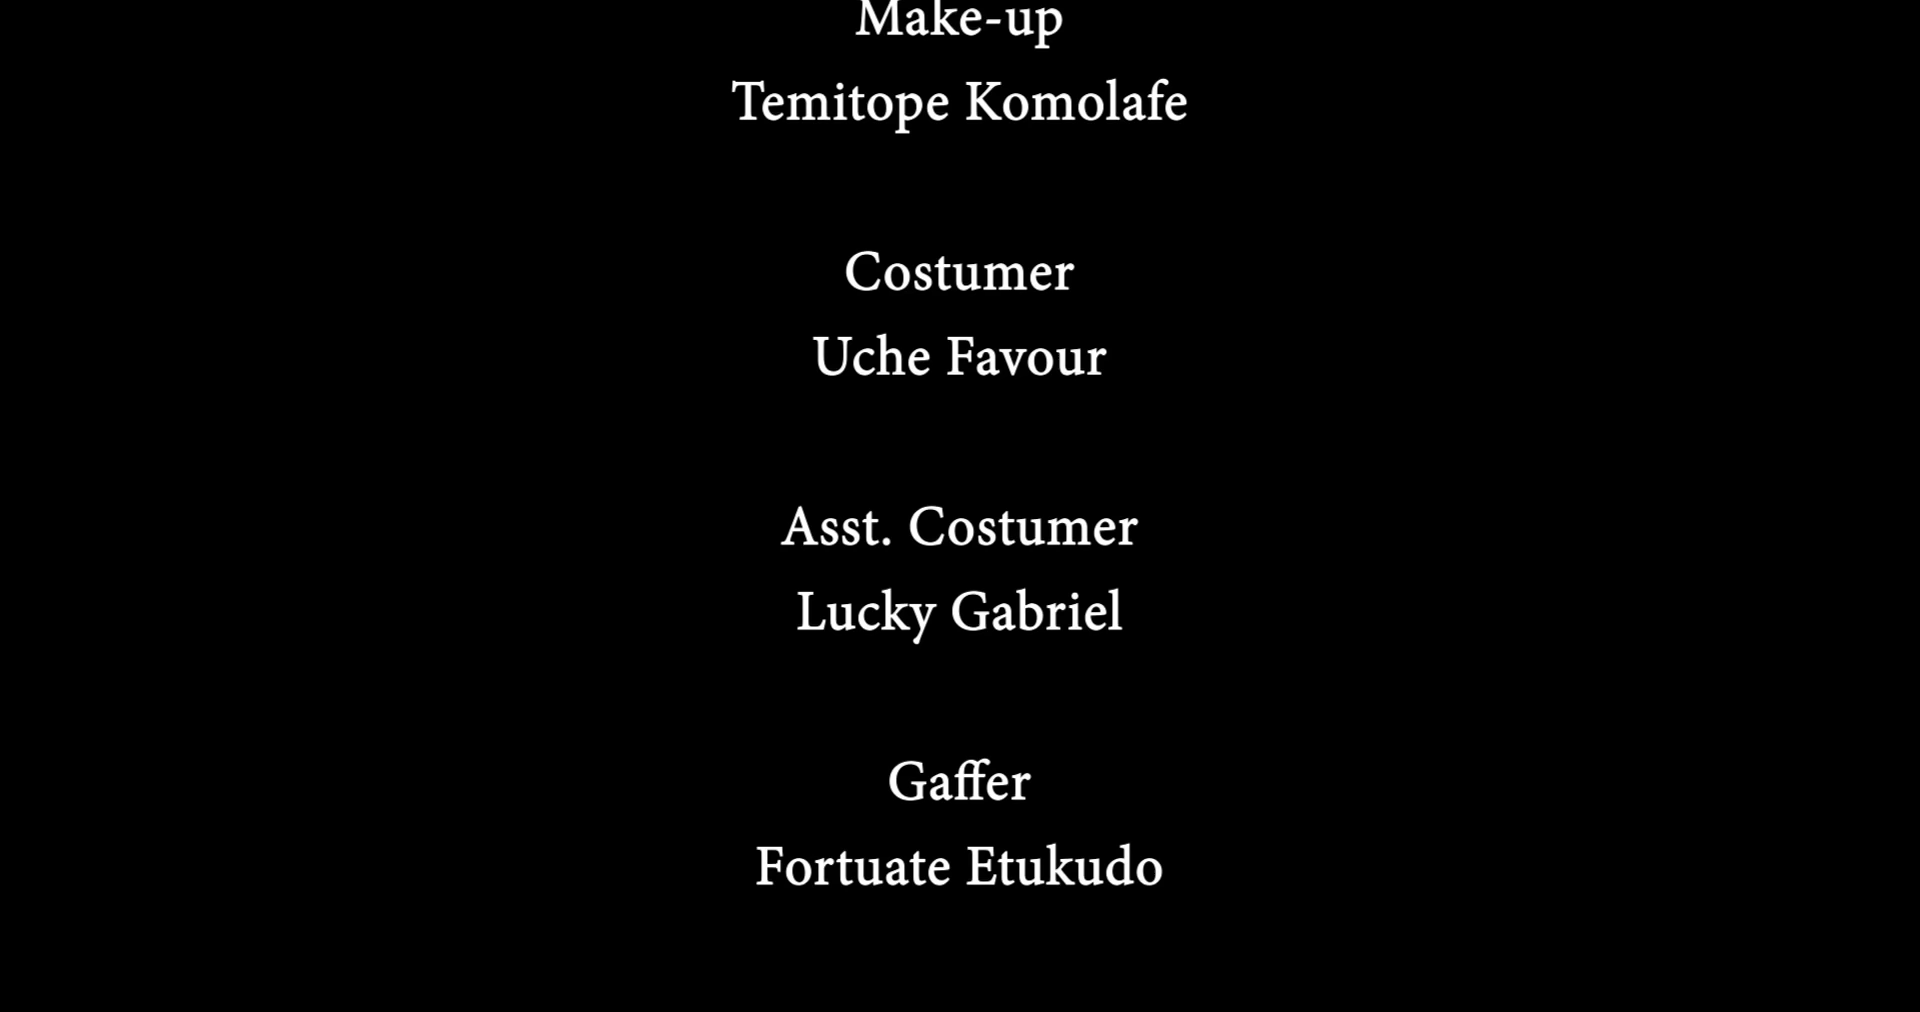 Make-up
Temitope Komolafe
Costumer
Uche Favour
Asst. Costumer
Lucky Gabriel
Gaffer
Fortuate Etukudo